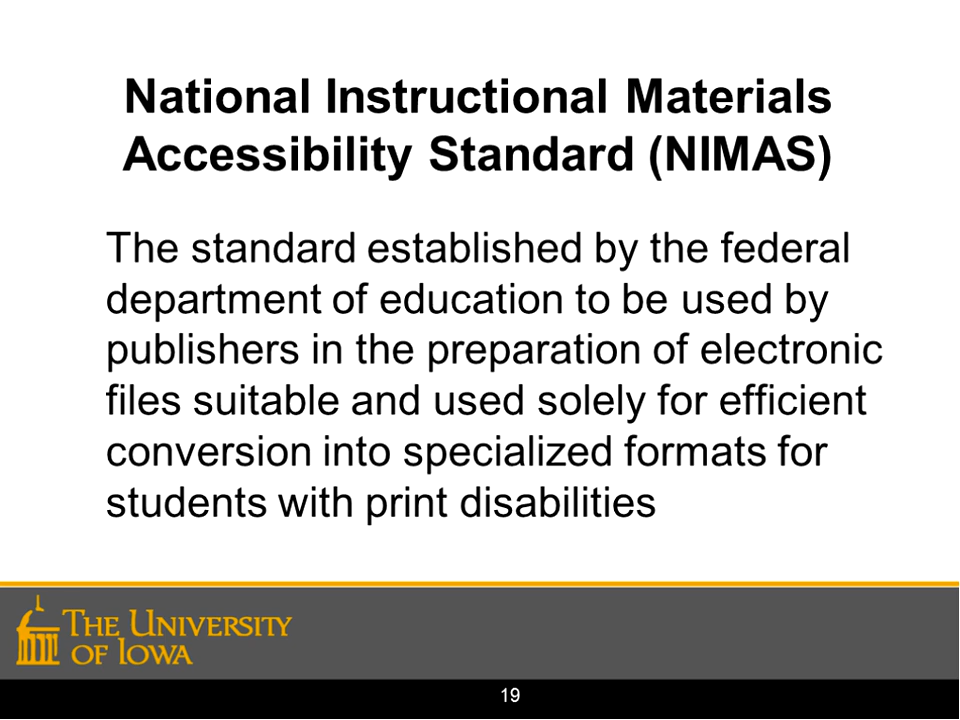 National Instructional Materials
Accessibility Standard (NIMAS)
The standard established by the federal
department of education to be used by
publishers in the preparation of electronic
files suitable and used solely for efficient
conversion into specialized formats for
students with print disabilities
THE UNIVERSITY
OF IOWA
19